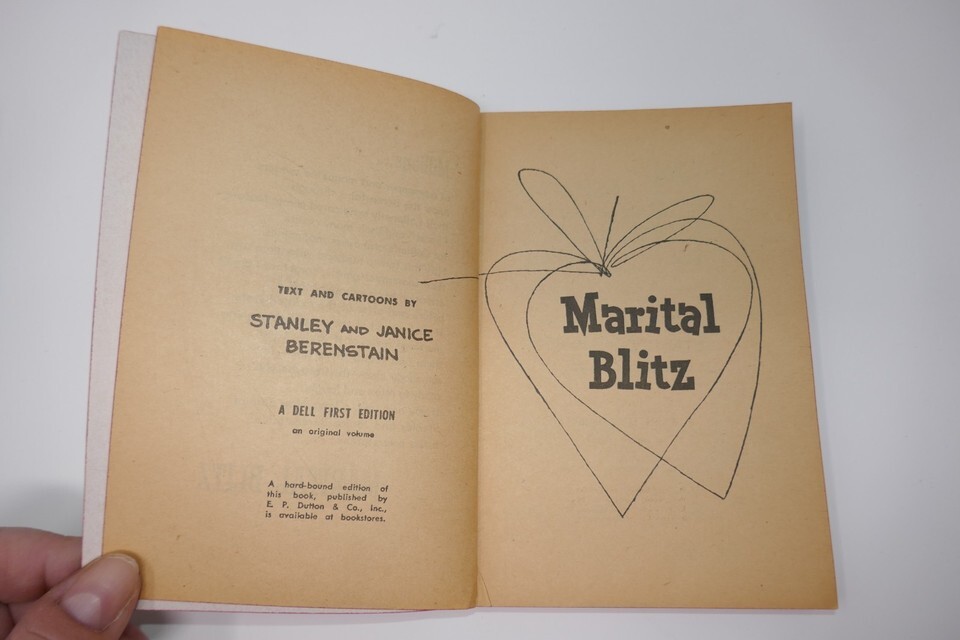 TEXT AND CARTOONS BY
STANLEY AND JANICE
BERENSTAIN
A DELL FIRST EDITION
an original volume
A hard-bound edition of
this book, published by
E. P. Dutton & Co., Inc.,
is available at bookstores.
Marital
Blitz